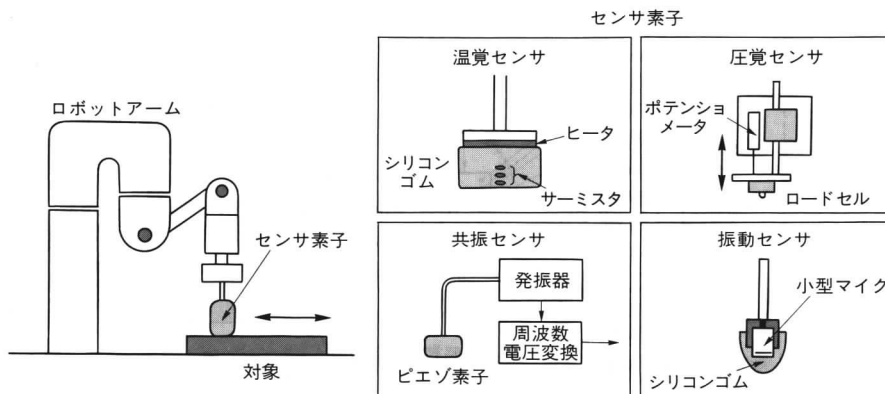 センサ素子
ロボットアーム
センサ素子
対象
温覚センサ
ヒータ
シリコン
ゴム
サーミスタ
圧覚センサ
ポテンショ
メータ
ロードセル
共振センサ
発振器
周波数
電圧変換
ピエゾ素子
振動センサ
小型マイク
シリコンゴム